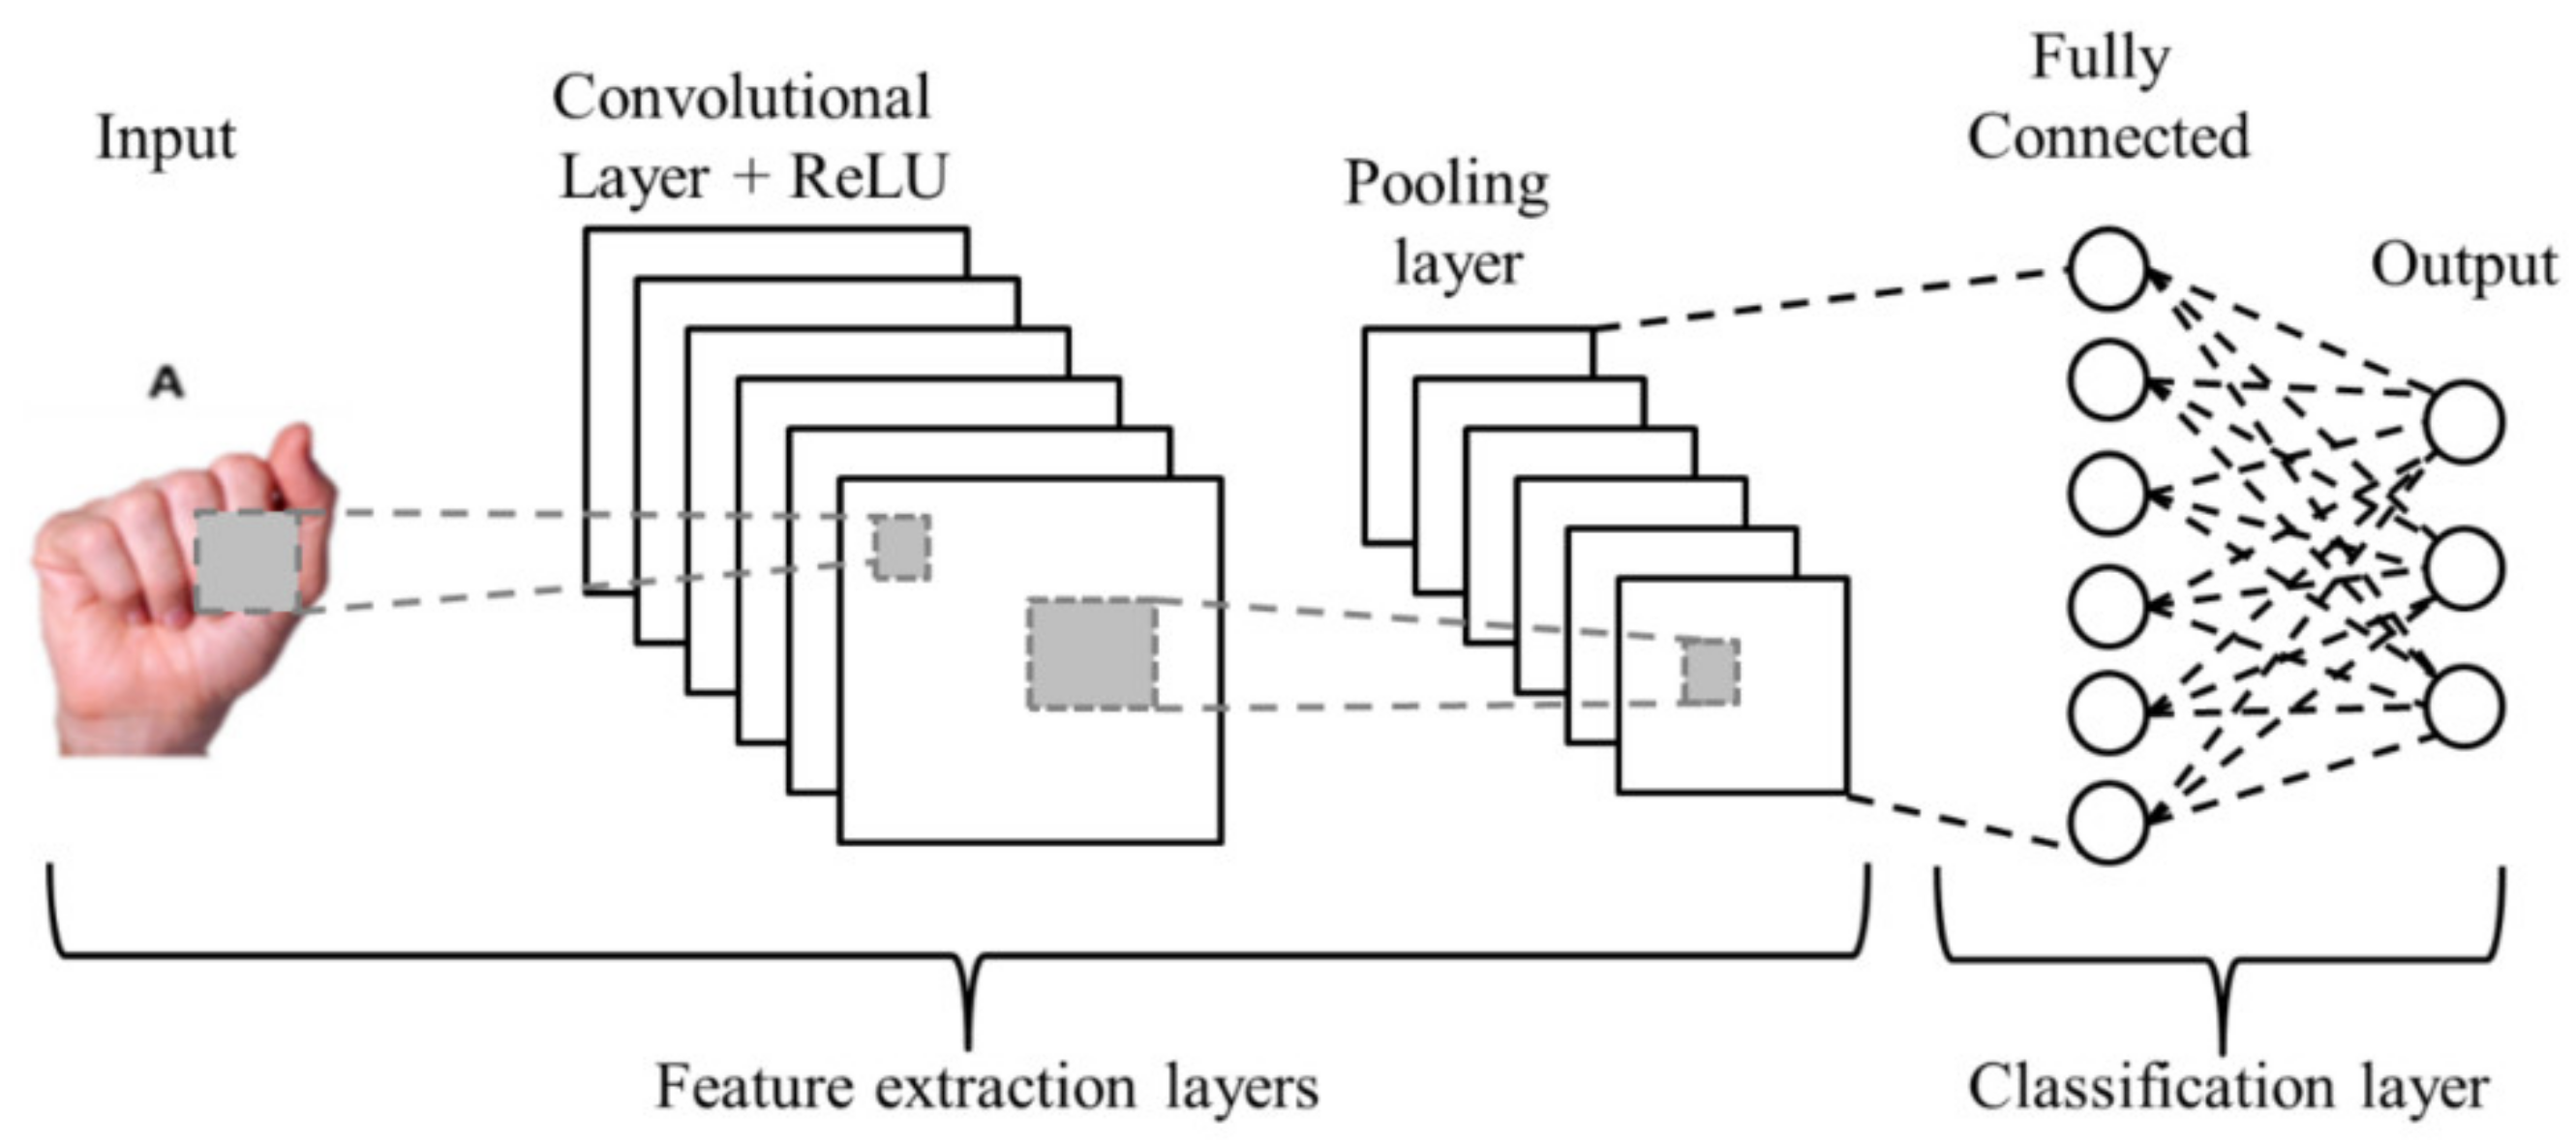 Input
Convolutional
Layer + ReLU
Pooling
layer
Fully
Connected
Output
A
Feature extraction layers
Classification layer